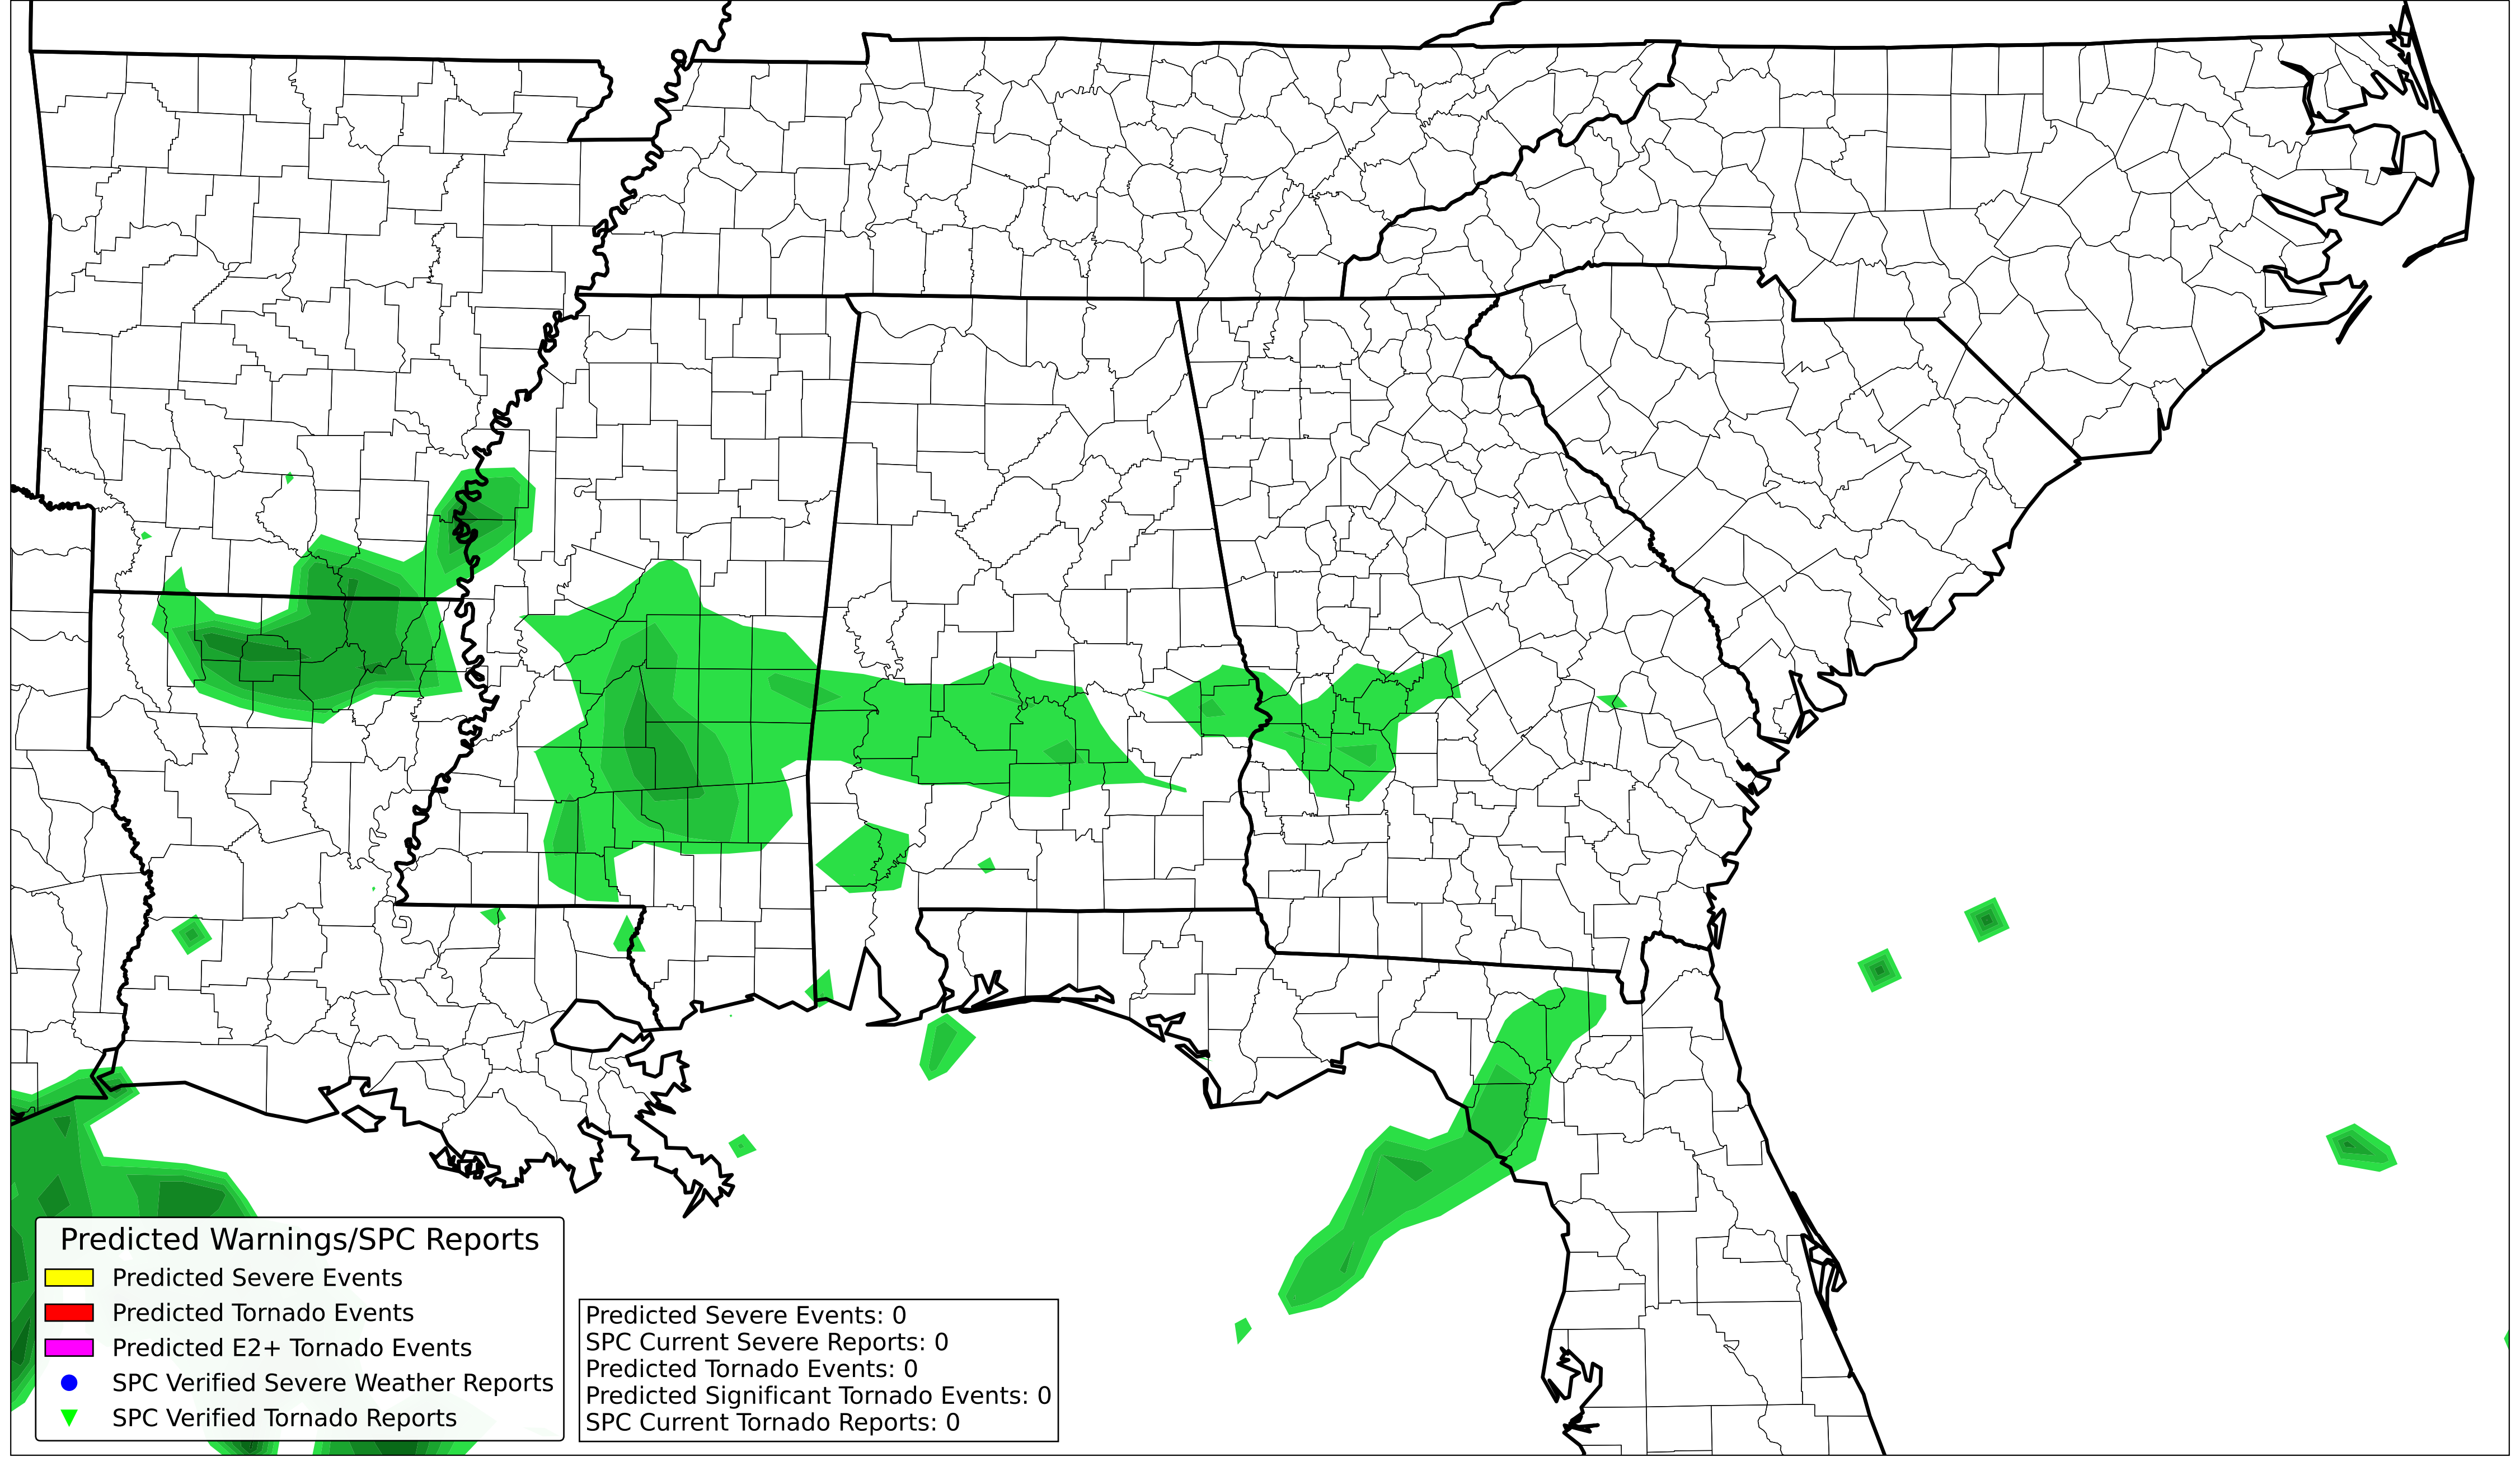 Predicted Warnings/SPC Reports
Predicted Severe Events
Predicted Tornado Events
Predicted E2+ Tornado Events
SPC Verified Severe Weather Reports
SPC Verified Tornado Reports
Predicted Severe Events: 0
SPC Current Severe Reports: 0
Predicted Tornado Events: 0
Predicted Significant Tornado Events: 0
SPC Current Tornado Reports: 0